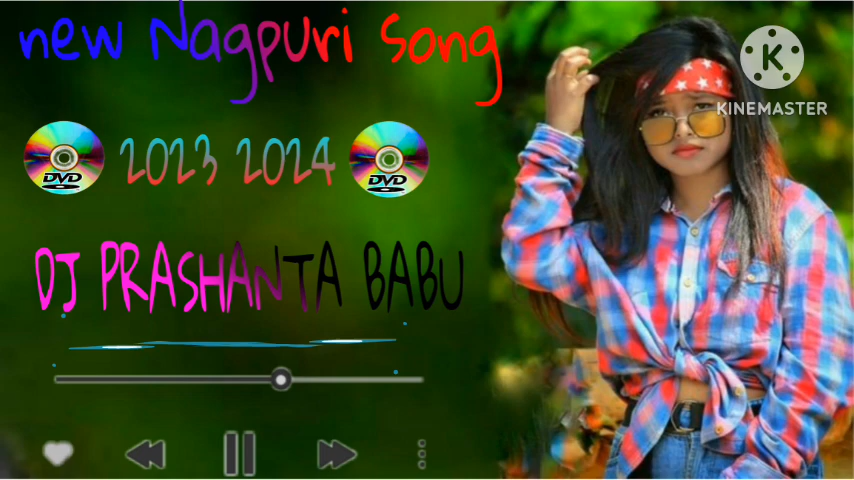 new Nagpuri Song
KINEMASTER
DVD 2023 2024 DVD
DJ PRASHANTA BABU